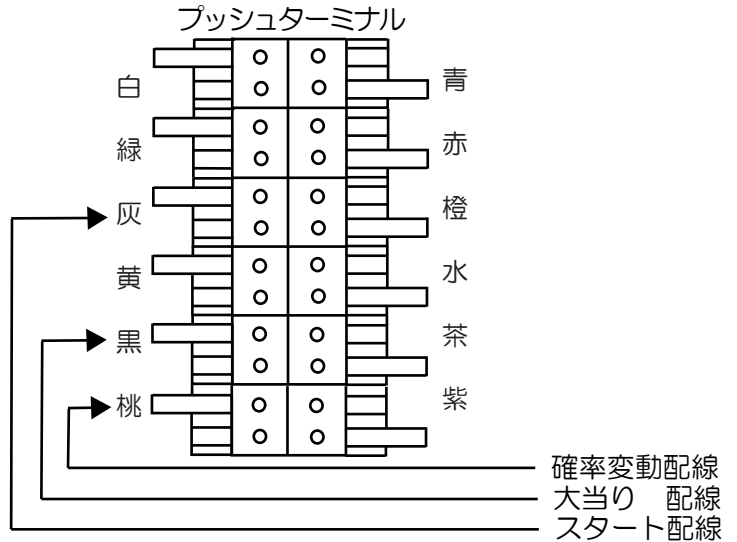 プッシュターミナル
白 青
緑 赤
灰 橙
黄 水
黒 茶
桃 紫
確率変動配線
大当り　配線
スタート配線